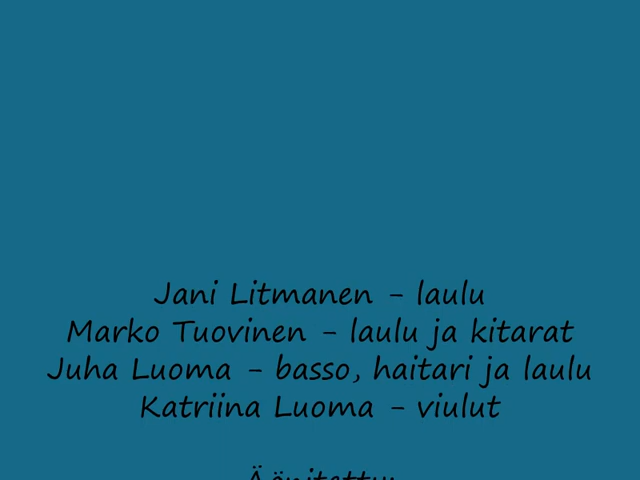 Jani Litmanen - laulu
Marko Tuovinen - laulu ja kitarat
Juha Luoma - basso, haitari ja laulu
Katriina Luoma - viulut